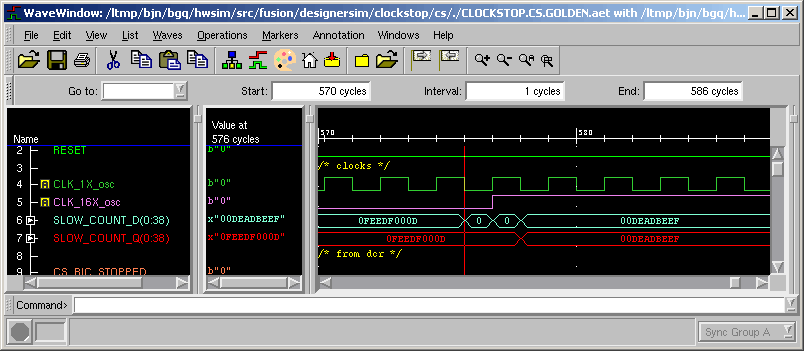 WaveWindow: /ltmp/bjn/bgq/hwsim/src/fusion/designersim/clockstop/cs/./CLOCKSTOP.CS.GOLDEN.aet with /ltmp/bjn/bgq/h...
File Edit View List Waves Operations Markers Annotation Windows Help
Go to: Start: 570 cycles Interval: 1 cycles End: 586 cycles
Name Value at 576 cycles 570 580
2 RESET b"0"
/* clocks */
4 CLK_1X_osc b"0"
5 CLK_16X_osc b"0"
6 SLOW_COUNT_D(0:38) x"00DEADBEEF" 0FEEDF000D 0 0 00DEADBEEF
7 SLOW_COUNT_Q(0:38) x"0FEEDF000D" 0FEEDF000D 00DEADBEEF
/* from dcr */
9 CS_BIC_STOPPED b"0"
Command>
Sync Group A